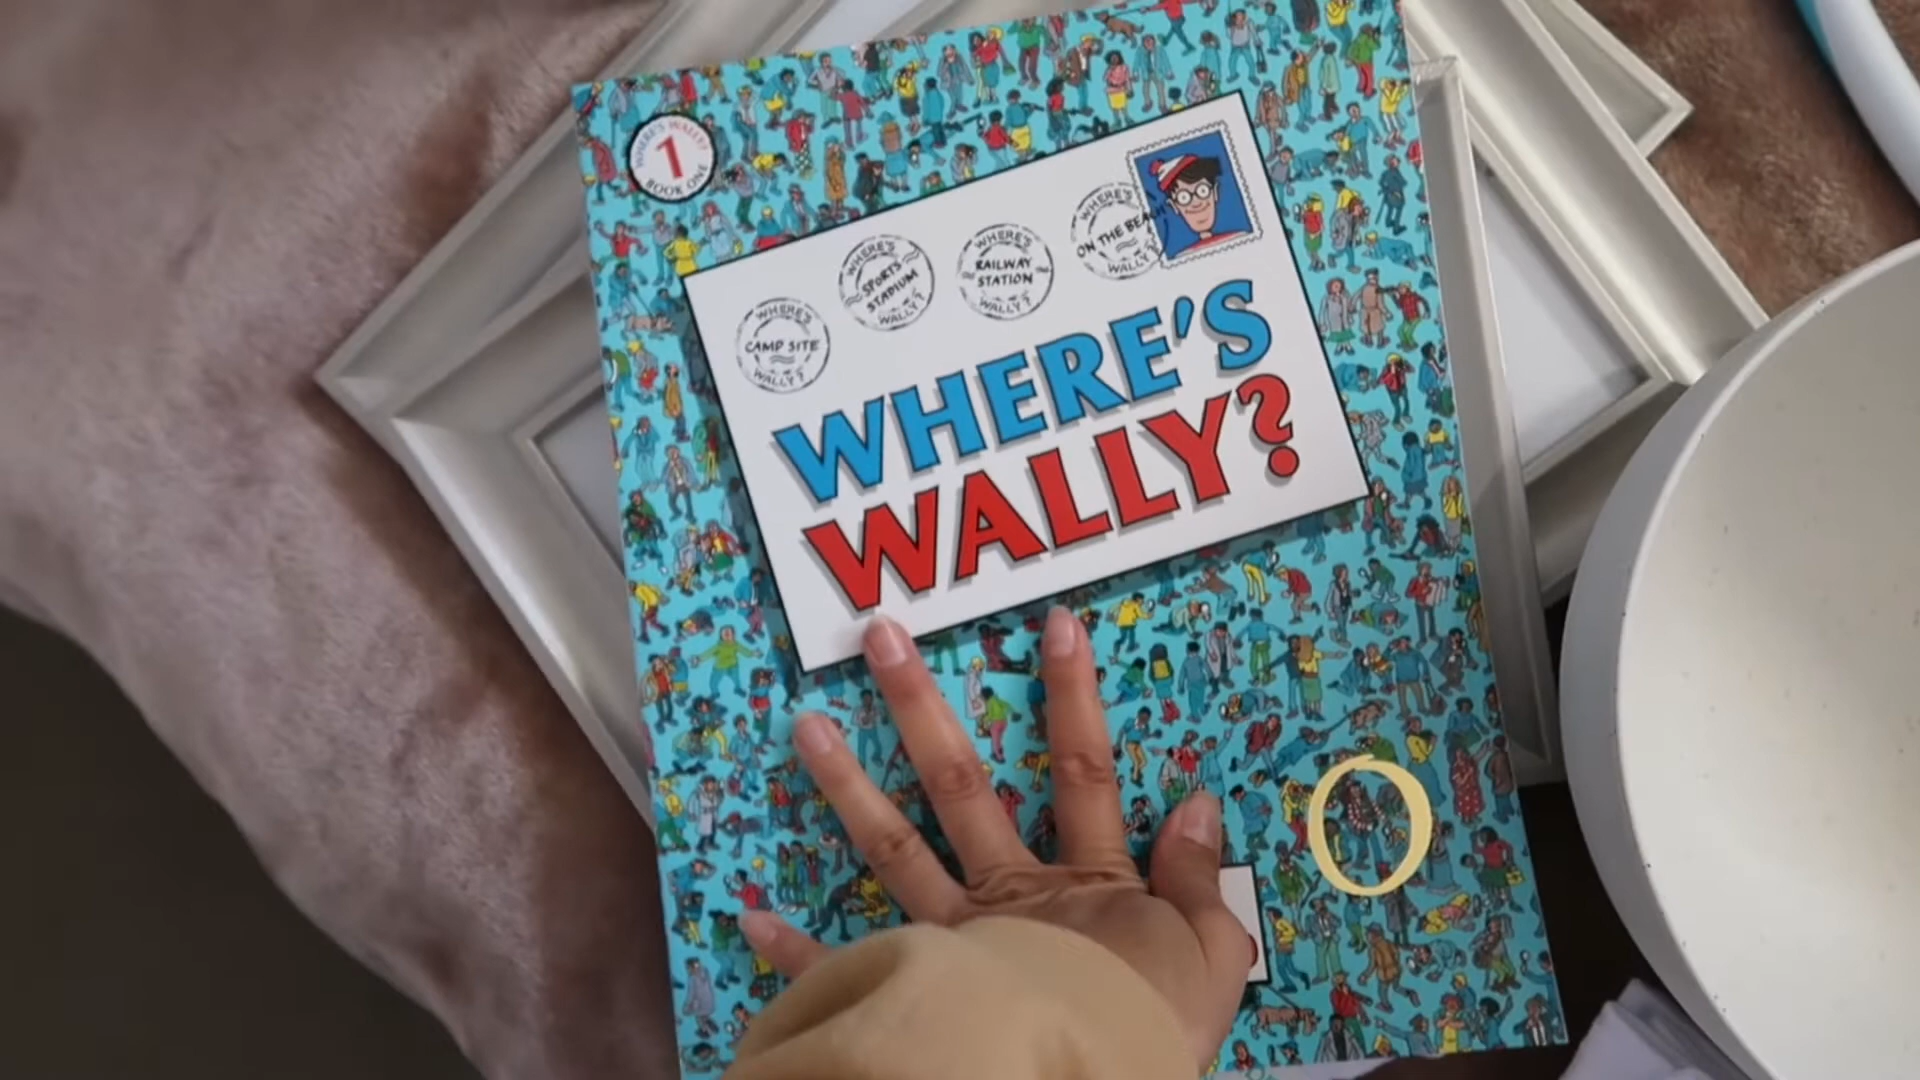 WHERE'S WALLY?
1
BOOK ONE
WHERE'S
CAMP SITE
WALLY?
WHERE'S
SPORTS
STADIUM
WALLY?
WHERE'S
RAILWAY
STATION
WALLY?
WHERE'S
ON THE BEACH
WALLY?
WHERE'S
WALLY?
O